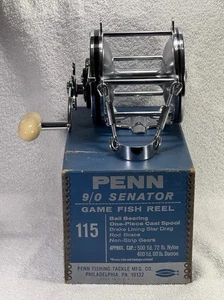 PENN
9/0 SENATOR
GAME FISH REEL
115
Ball Bearing
One-Piece Cast Spool
Brake Lining Star Drag
Rod Brace
Non-Strip Gears
APPROX. CAP.: 500 Yd. 72 lb. Nylon
400 Yd. 80 lb. Dacron
PENN FISHING TACKLE MFG. CO.
PHILADELPHIA, PA. 19132